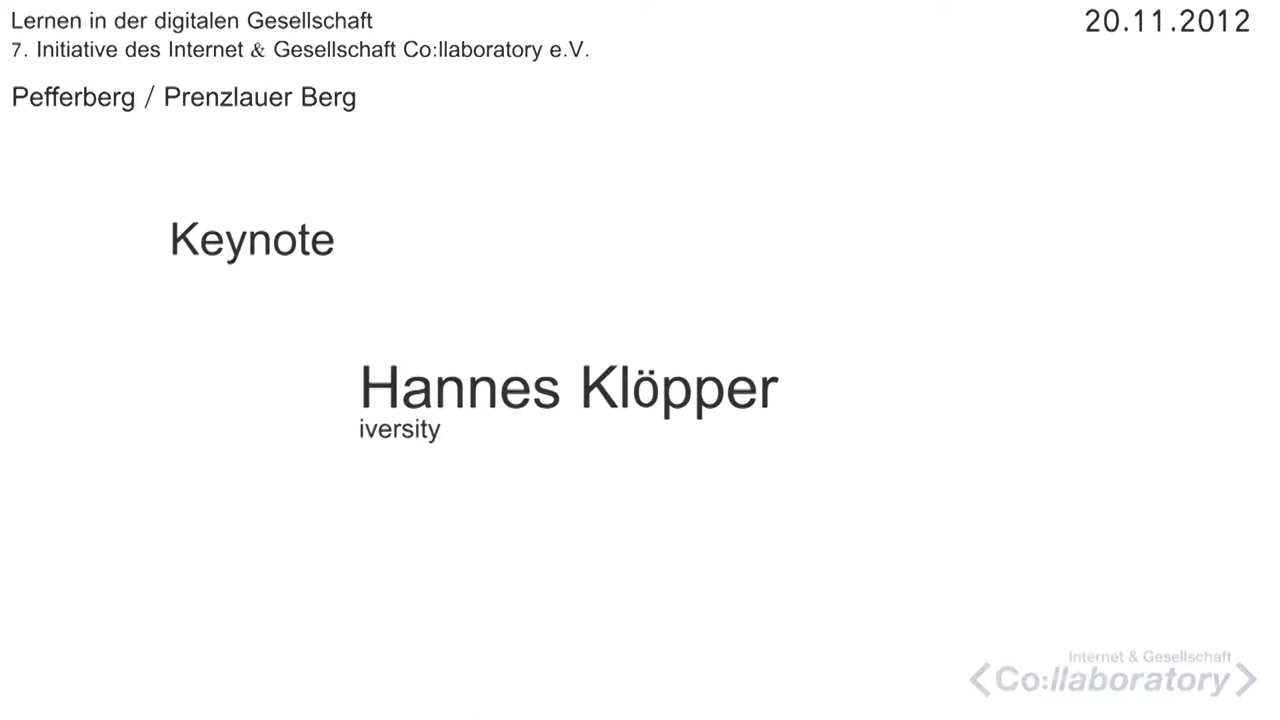 Lernen in der digitalen Gesellschaft
20.11.2012
7. Initiative des Internet & Gesellschaft Co:llaboratory e.V.
Pefferberg / Prenzlauer Berg
Keynote
Hannes Klöpper
iversity
Internet & Gesellschaft
<Co:llaboratory>